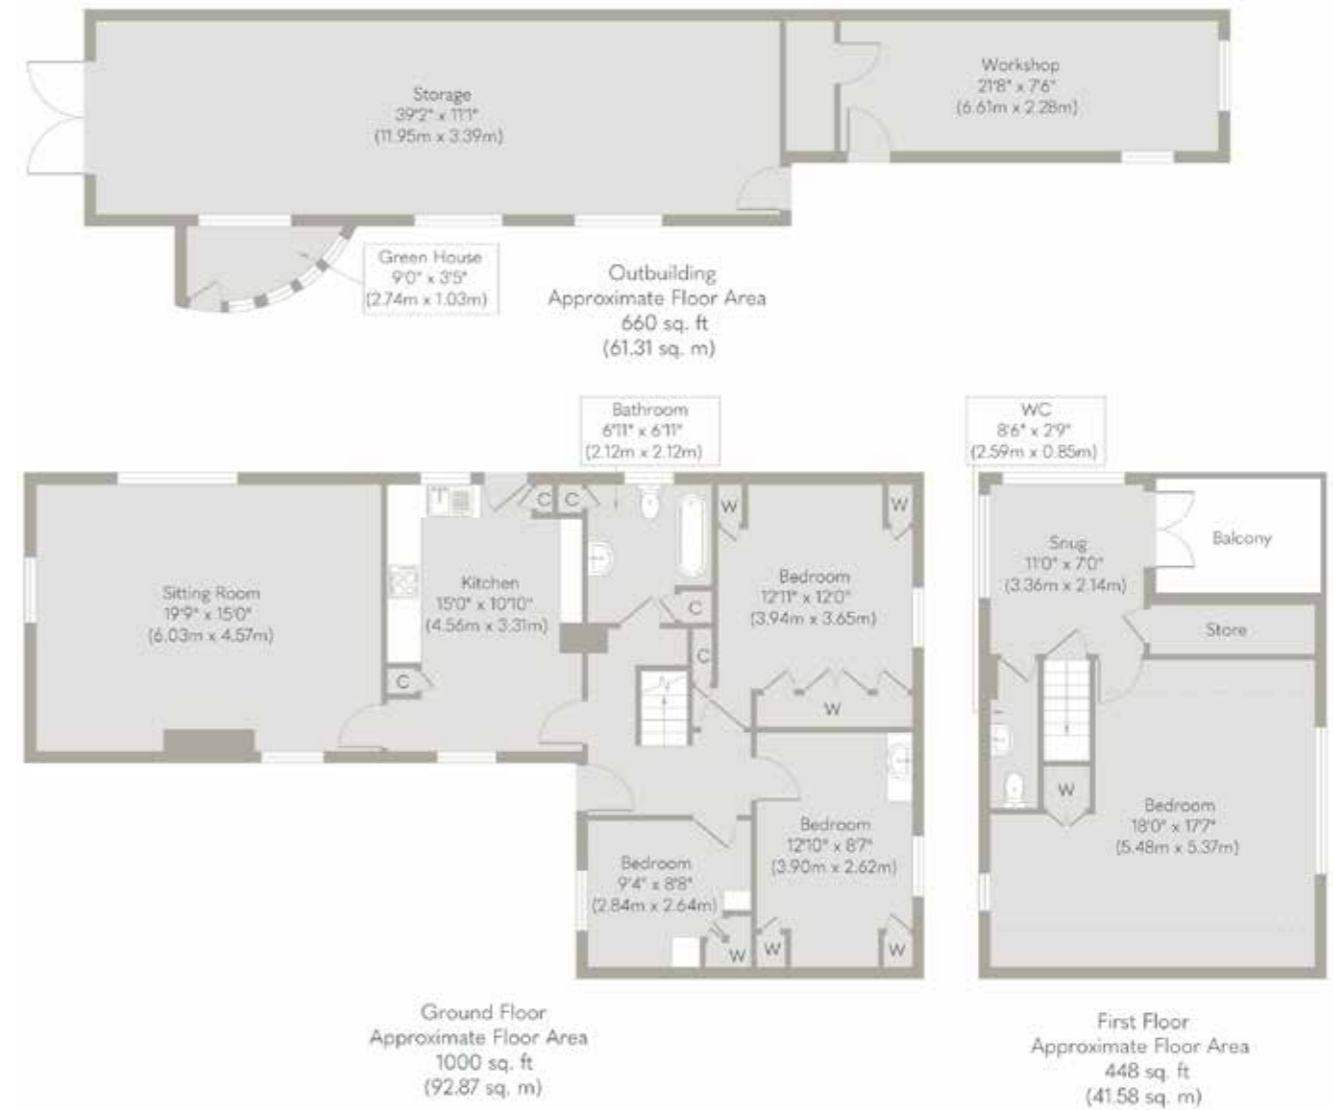 Storage
39'2" x 11'1"
(11.95m x 3.39m)
Workshop
21'8" x 7'6"
(6.61m x 2.28m)
Green House
9'0" x 3'5"
(2.74m x 1.03m)
Outbuilding
Approximate Floor Area
660 sq. ft
(61.31 sq. m)
Bathroom
6'11" x 6'11"
(2.12m x 2.12m)
WC
8'6" x 2'9"
(2.59m x 0.85m)
Sitting Room
19'9" x 15'0"
(6.03m x 4.57m)
C
C
Kitchen
15'0" x 10'10"
(4.56m x 3.31m)
C
C
C
W
W
Bedroom
12'11" x 12'0"
(3.94m x 3.65m)
W
Bedroom
9'4" x 8'8"
(2.84m x 2.64m)
W
Bedroom
12'10" x 8'7"
(3.90m x 2.62m)
W
W
Snug
11'0" x 7'0"
(3.36m x 2.14m)
Balcony
Store
W
Bedroom
18'0" x 17'7"
(5.48m x 5.37m)
Ground Floor
Approximate Floor Area
1000 sq. ft
(92.87 sq. m)
First Floor
Approximate Floor Area
448 sq. ft
(41.58 sq. m)